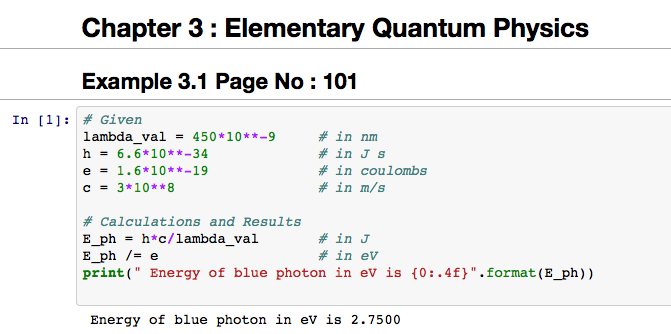 Chapter 3 : Elementary Quantum Physics
Example 3.1 Page No : 101
In [1]: # Given
lambda_val = 450*10**-9 # in nm
h = 6.6*10**-34 # in J s
e = 1.6*10**-19 # in coulombs
c = 3*10**8 # in m/s
# Calculations and Results
E_ph = h*c/lambda_val # in J
E_ph /= e # in eV
print(" Energy of blue photon in eV is {0:.4f}".format(E_ph))
Energy of blue photon in eV is 2.7500